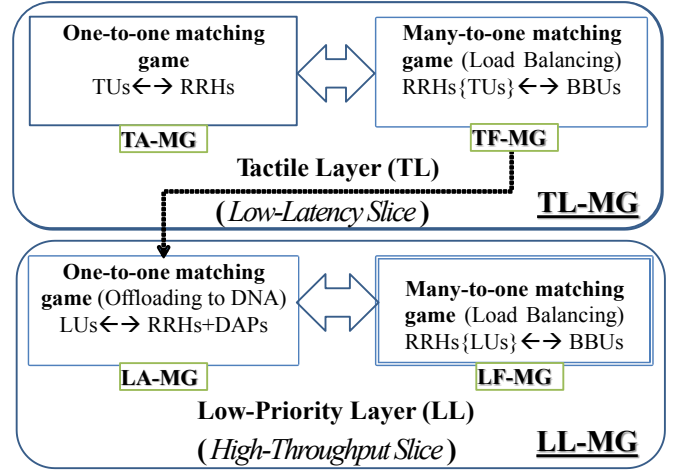 One-to-one matching
game
TUs←→ RRHs
TA-MG
Many-to-one matching
game (Load Balancing)
RRHs{TUs} ←→ BBUs
TF-MG
Tactile Layer (TL)
(Low-Latency Slice)
TL-MG
One-to-one matching
game (Offloading to DNA)
LUs←→ RRHs+DAPs
LA-MG
Many-to-one matching
game (Load Balancing)
RRHs{LUs} ←→ BBUs
LF-MG
Low-Priority Layer (LL)
(High-Throughput Slice)
LL-MG